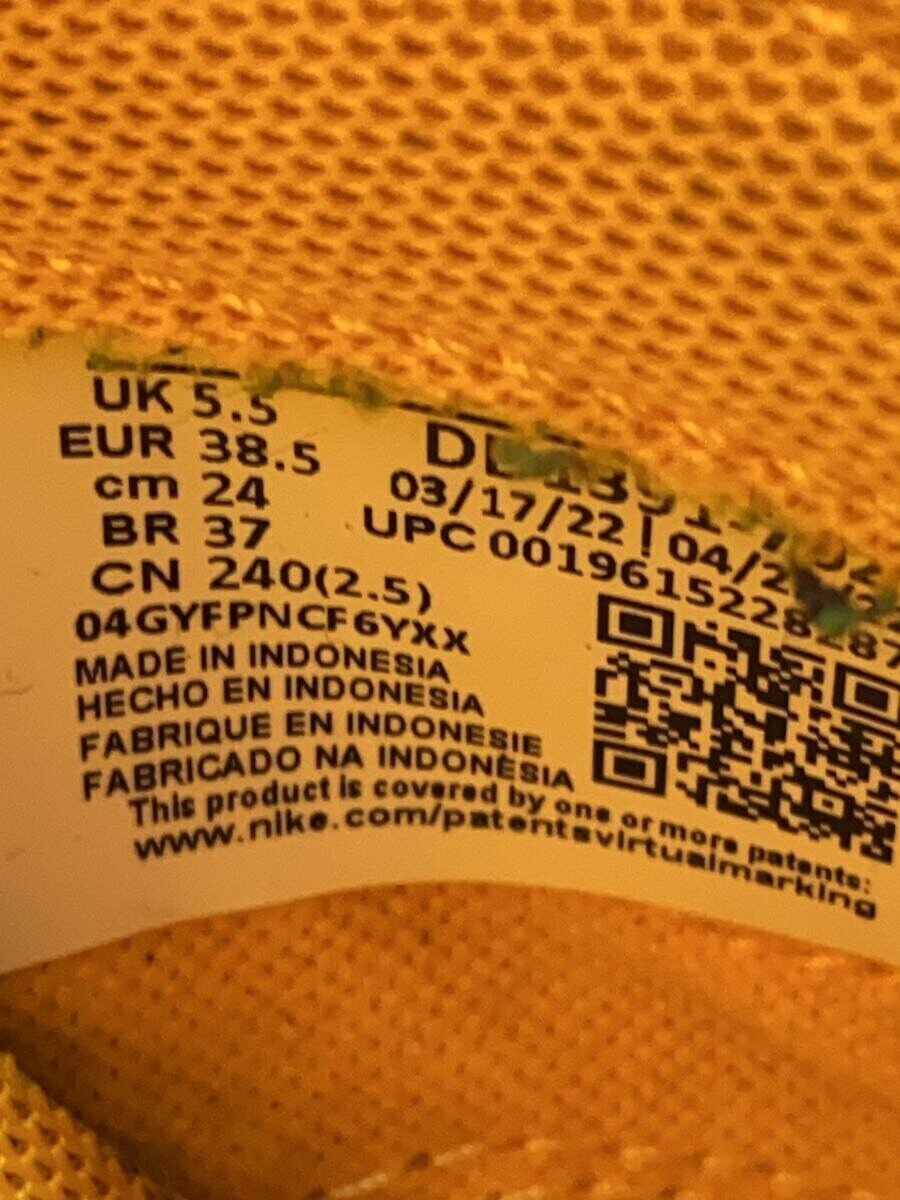 UK 5.5
EUR 38.5
cm 24
BR 37
CN 240(2.5)
04GYFPNCF6YXX
MADE IN INDONESIA
HECHO EN INDONESIA
FABRIQUE EN INDONESIE
FABRICADO NA INDONÉSIA
This product is covered by one or more patents:
www.nike.com/patentsvirtualmarking
03/17/22
UPC